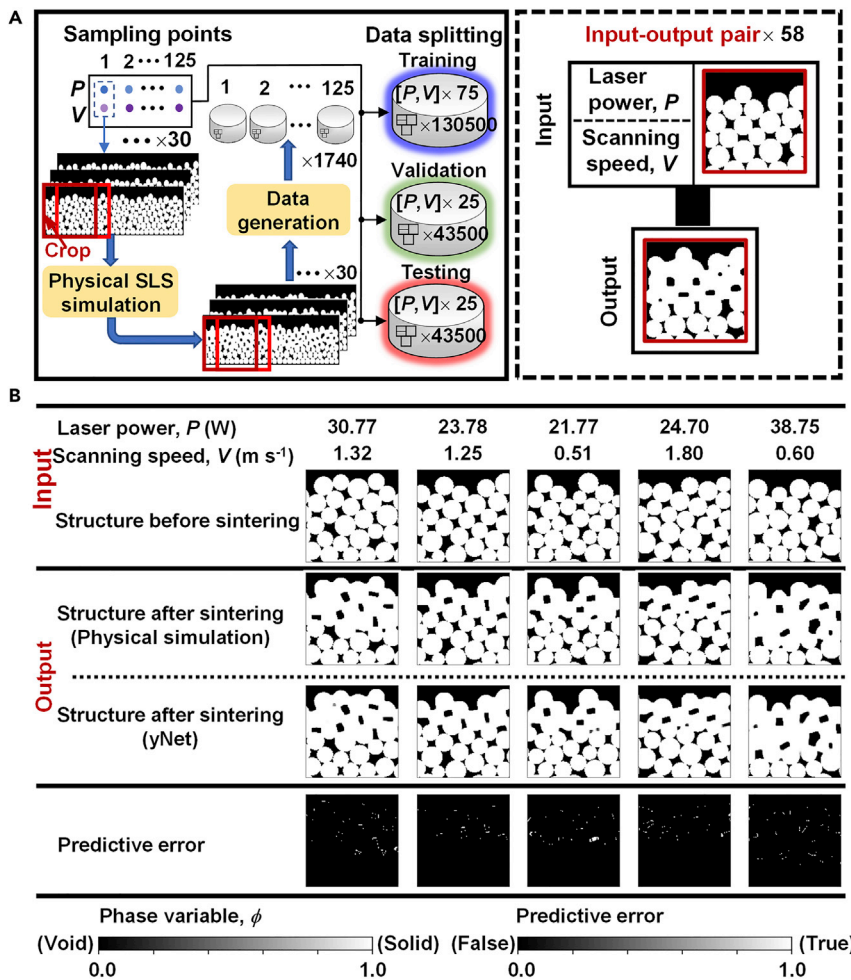 A
Sampling points
1 2 ••• 125
P
V
••• ×30
Crop
Physical SLS
simulation
1 2 ••• 125
×1740
Data
generation
••• ×30
Data splitting
Training
[P,V]× 75
×130500
Validation
[P,V]× 25
×43500
Testing
[P,V]× 25
×43500
Input-output pair× 58
Input
Laser
power, P
Scanning
speed, V
Output
B
Input
Laser power, P (W) 30.77 23.78 21.77 24.70 38.75
Scanning speed, V (m s⁻¹) 1.32 1.25 0.51 1.80 0.60
Structure before sintering
Output
Structure after sintering
(Physical simulation)
Structure after sintering
(yNet)
Predictive error
Phase variable, ϕ
(Void) (Solid)
0.0 1.0
Predictive error
(False) (True)
0.0 1.0